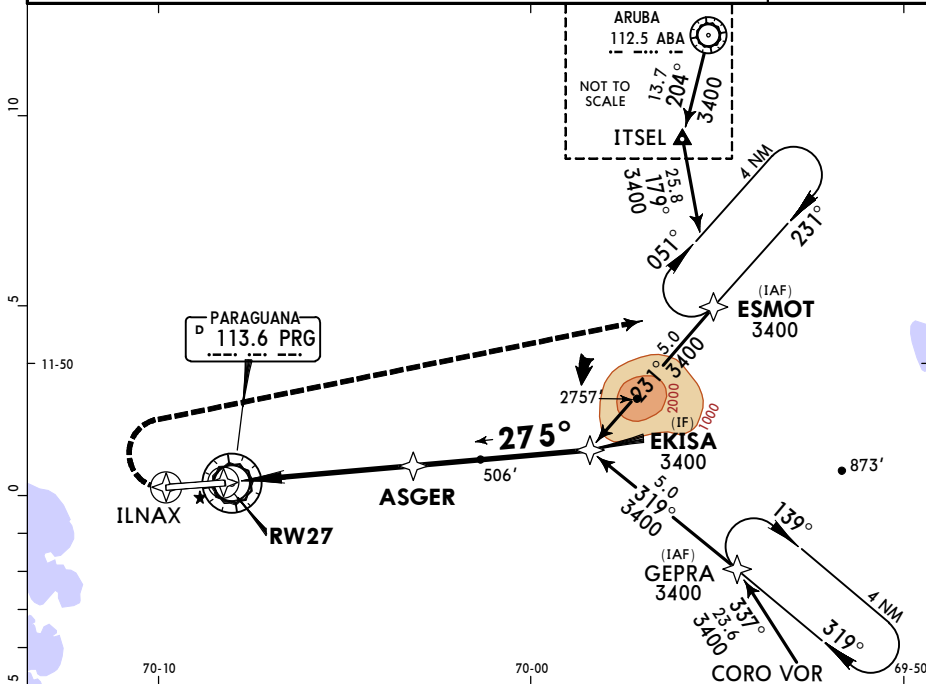 ARUBA
112.5 ABA
NOT TO
SCALE
13.7
204°
3400
ITSEL
25.8
179°
3400
4 NM
051°
231°
(IAF)
ESMOT
3400
5.0
231°
3400
PARAGUANA
D 113.6 PRG
2757'
2000
1000
275°
(IF)
EKISA
3400
506'
ASGER
873'
ILNAX
RW27
5.0
319°
3400
139°
(IAF)
GEPRA
3400
4 NM
319°
337°
23.6
3400
CORO VOR
10
5
11-50
0
5
70-10
70-00
69-50